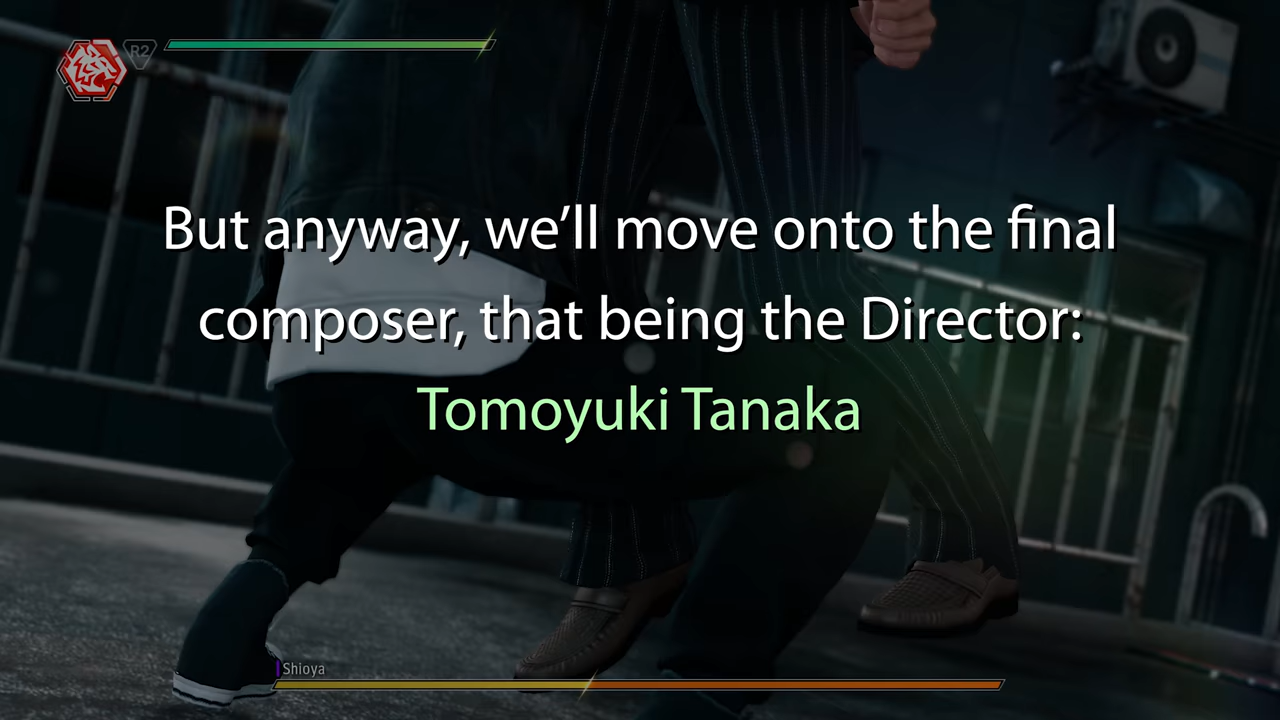 R2
But anyway, we’ll move onto the final
composer, that being the Director:
Tomoyuki Tanaka
Shioya